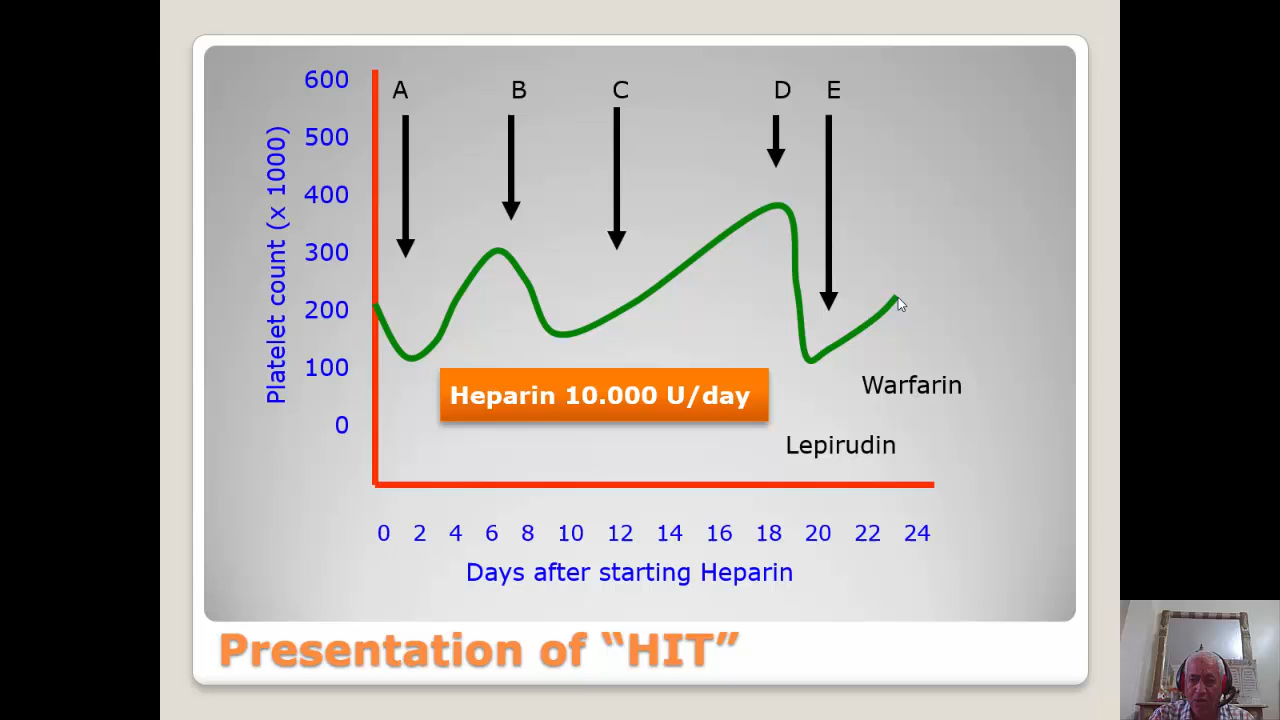 600
A
B
C
D
E
500
400
300
200
100
0
Platelet count (x 1000)
Heparin 10.000 U/day
Warfarin
Lepirudin
0 2 4 6 8 10 12 14 16 18 20 22 24
Days after starting Heparin
Presentation of “HIT”